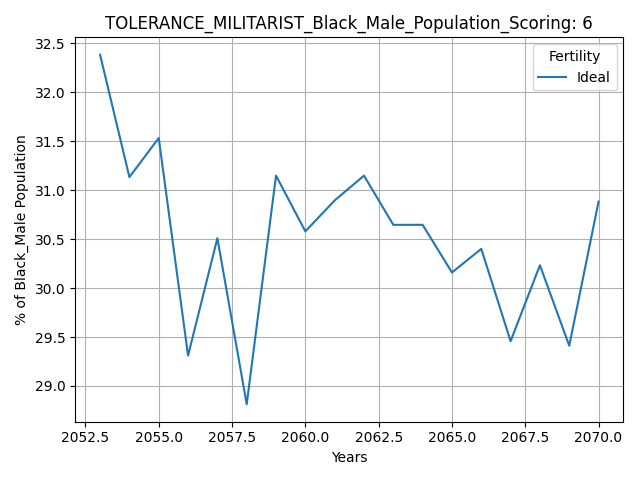 TOLERANCE_MILITARIST_Black_Male_Population_Scoring: 6
Fertility
Ideal
% of Black_Male Population
32.5
32.0
31.5
31.0
30.5
30.0
29.5
29.0
2052.5 2055.0 2057.5 2060.0 2062.5 2065.0 2067.5 2070.0
Years